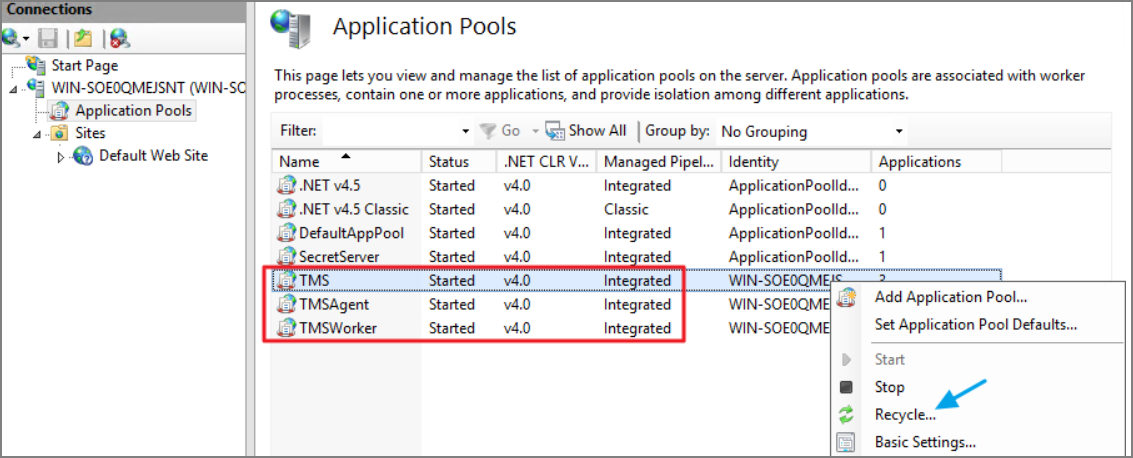 Connections
Start Page
WIN-SOE0QMEJSNT (WIN-SO
Application Pools
Sites
Default Web Site
Application Pools
This page lets you view and manage the list of application pools on the server. Application pools are associated with worker
processes, contain one or more applications, and provide isolation among different applications.
Filter: Go Show All Group by: No Grouping
Name Status .NET CLR V... Managed Pipel... Identity Applications
.NET v4.5 Started v4.0 Integrated ApplicationPoolId... 0
.NET v4.5 Classic Started v4.0 Classic ApplicationPoolId... 0
DefaultAppPool Started v4.0 Integrated ApplicationPoolId... 1
SecretServer Started v4.0 Integrated ApplicationPoolId... 1
TMS Started v4.0 Integrated WIN-SOE0QMEJS... 3
TMSAgent Started v4.0 Integrated WIN-SOE0QME
TMSWorker Started v4.0 Integrated WIN-SOE0QME
Add Application Pool...
Set Application Pool Defaults...
Start
Stop
Recycle...
Basic Settings...